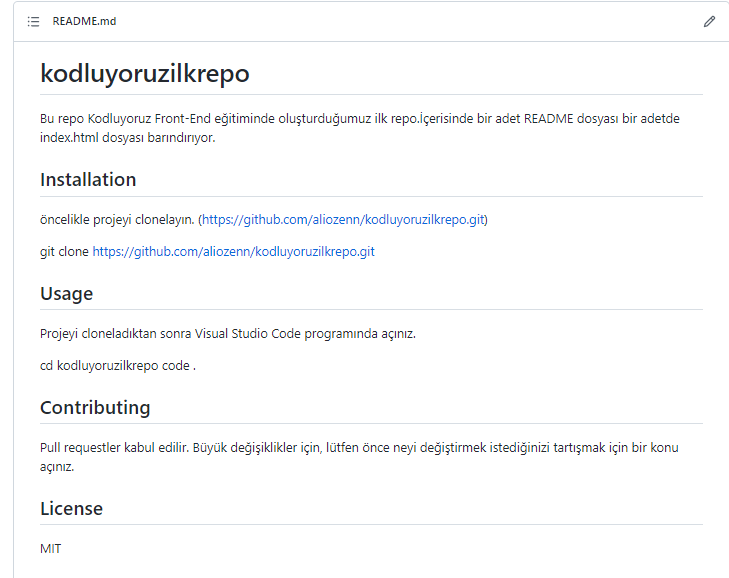 README.md
kodluyoruzilkrepo
Bu repo Kodluyoruz Front-End eğitiminde oluşturduğumuz ilk repo.İçerisinde bir adet README dosyası bir adetde
index.html dosyası barındırıyor.
Installation
öncelikle projeyi clonelayın. (https://github.com/aliozenn/kodluyoruzilkrepo.git)
git clone https://github.com/aliozenn/kodluyoruzilkrepo.git
Usage
Projeyi cloneladıktan sonra Visual Studio Code programında açınız.
cd kodluyoruzilkrepo code .
Contributing
Pull requestler kabul edilir. Büyük değişiklikler için, lütfen önce neyi değiştirmek istediğinizi tartışmak için bir konu
açınız.
License
MIT